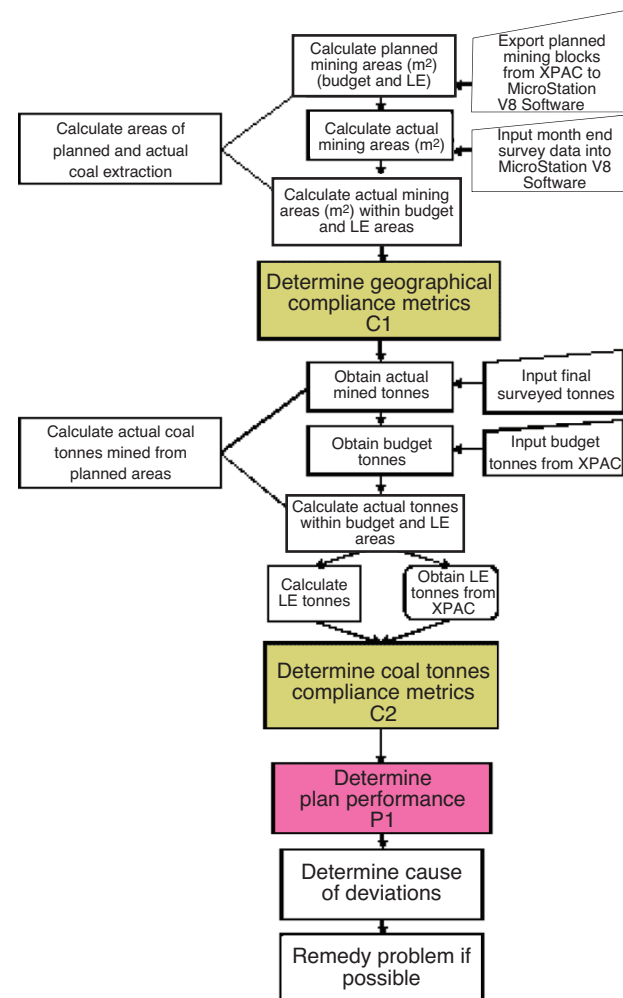 Calculate planned
mining areas (m²)
(budget and LE)
Export planned
mining blocks
from XPAC to
MicroStation
V8 Software
Calculate areas of
planned and actual
coal extraction
Calculate actual
mining areas (m²)
Input month end
survey data into
MicroStation V8
Software
Calculate actual mining
areas (m²) within budget
and LE areas
Determine geographical
compliance metrics
C1
Obtain actual
mined tonnes
Input final
surveyed tonnes
Calculate actual coal
tonnes mined from
planned areas
Obtain budget
tonnes
Input budget
tonnes from XPAC
Calculate actual tonnes
within budget and LE
areas
Calculate
LE tonnes
Obtain LE
tonnes from
XPAC
Determine coal tonnes
compliance metrics
C2
Determine
plan performance
P1
Determine cause
of deviations
Remedy problem if
possible